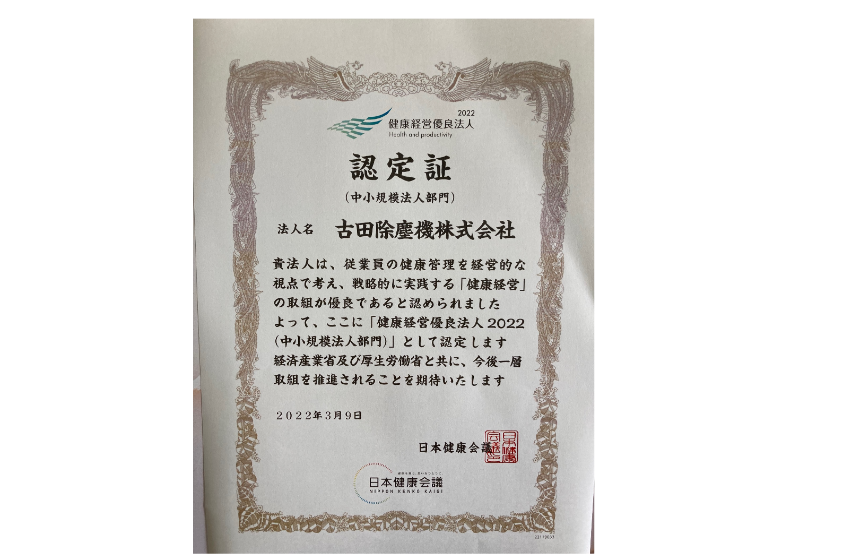 2022
健康経営優良法人
Health and productivity
認定証
(中小規模法人部門)
法人名 古田除塵機株式会社
貴法人は、従業員の健康管理を経営的な
視点で考え、戦略的に実践する「健康経営」
の取組が優良であると認められました
よって、ここに「健康経営優良法人2022
(中小規模法人部門)」として認定します
経済産業省及び厚生労働省と共に、今後一層
取組を推進されることを期待いたします
2022年3月9日
日本健康会議
日本健康会議
NIPPON KENKO KAIGI